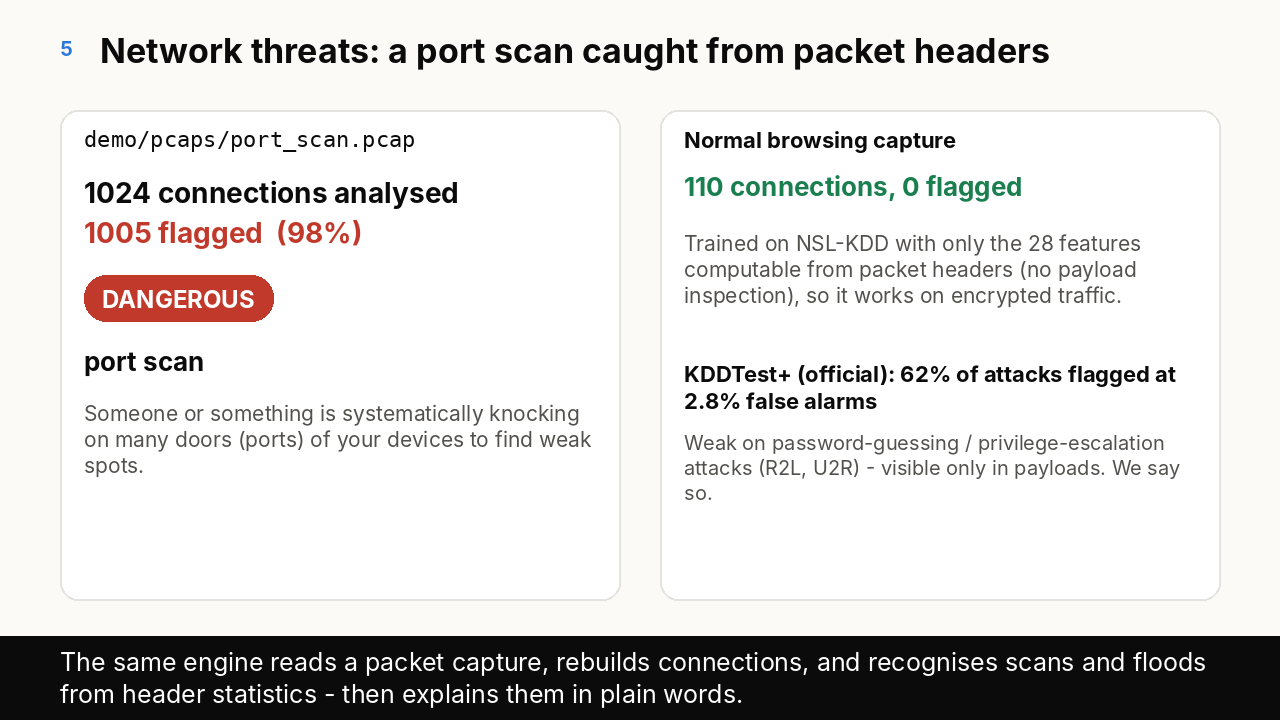 5 Network threats: a port scan caught from packet headers
demo/pcaps/port_scan.pcap
1024 connections analysed
1005 flagged (98%)
DANGEROUS
port scan
Someone or something is systematically knocking
on many doors (ports) of your devices to find weak
spots.
Normal browsing capture
110 connections, 0 flagged
Trained on NSL-KDD with only the 28 features
computable from packet headers (no payload
inspection), so it works on encrypted traffic.
KDDTest+ (official): 62% of attacks flagged at
2.8% false alarms
Weak on password-guessing / privilege-escalation
attacks (R2L, U2R) - visible only in payloads. We say
so.
The same engine reads a packet capture, rebuilds connections, and recognises scans and floods
from header statistics - then explains them in plain words.